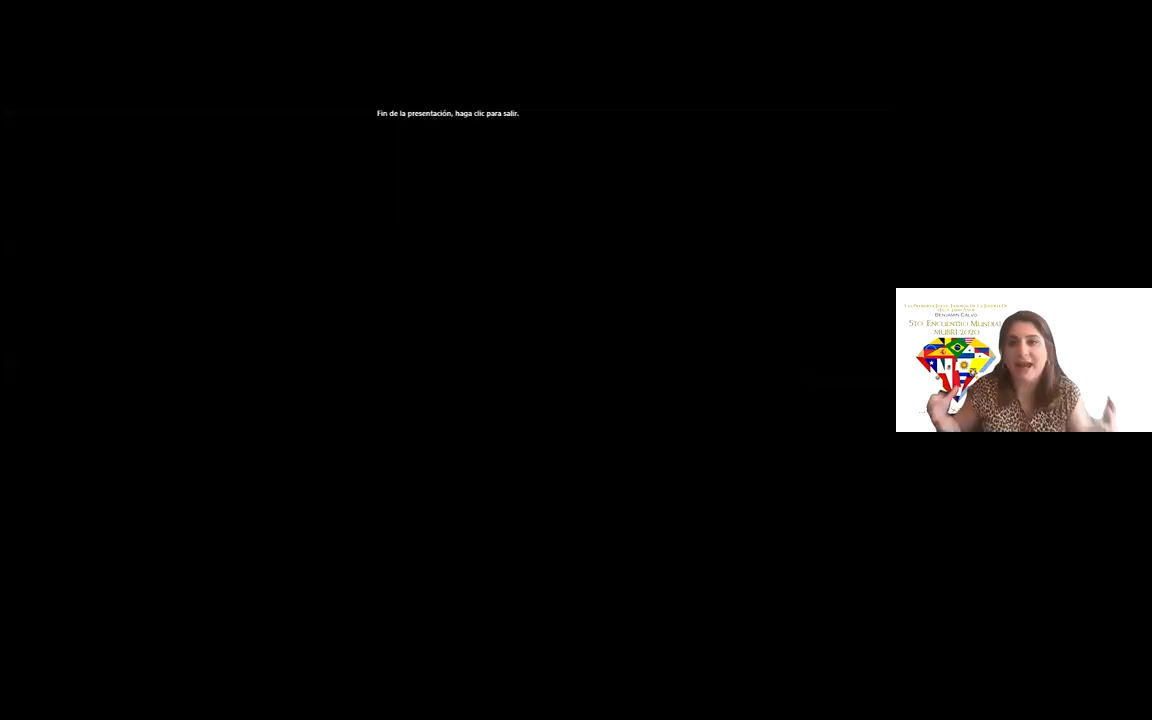 Fin de la presentación, haga clic para salir.
BENJAMIN CALVO
5TO ENCUENTRO MUNDIAL
MUBRI 2020